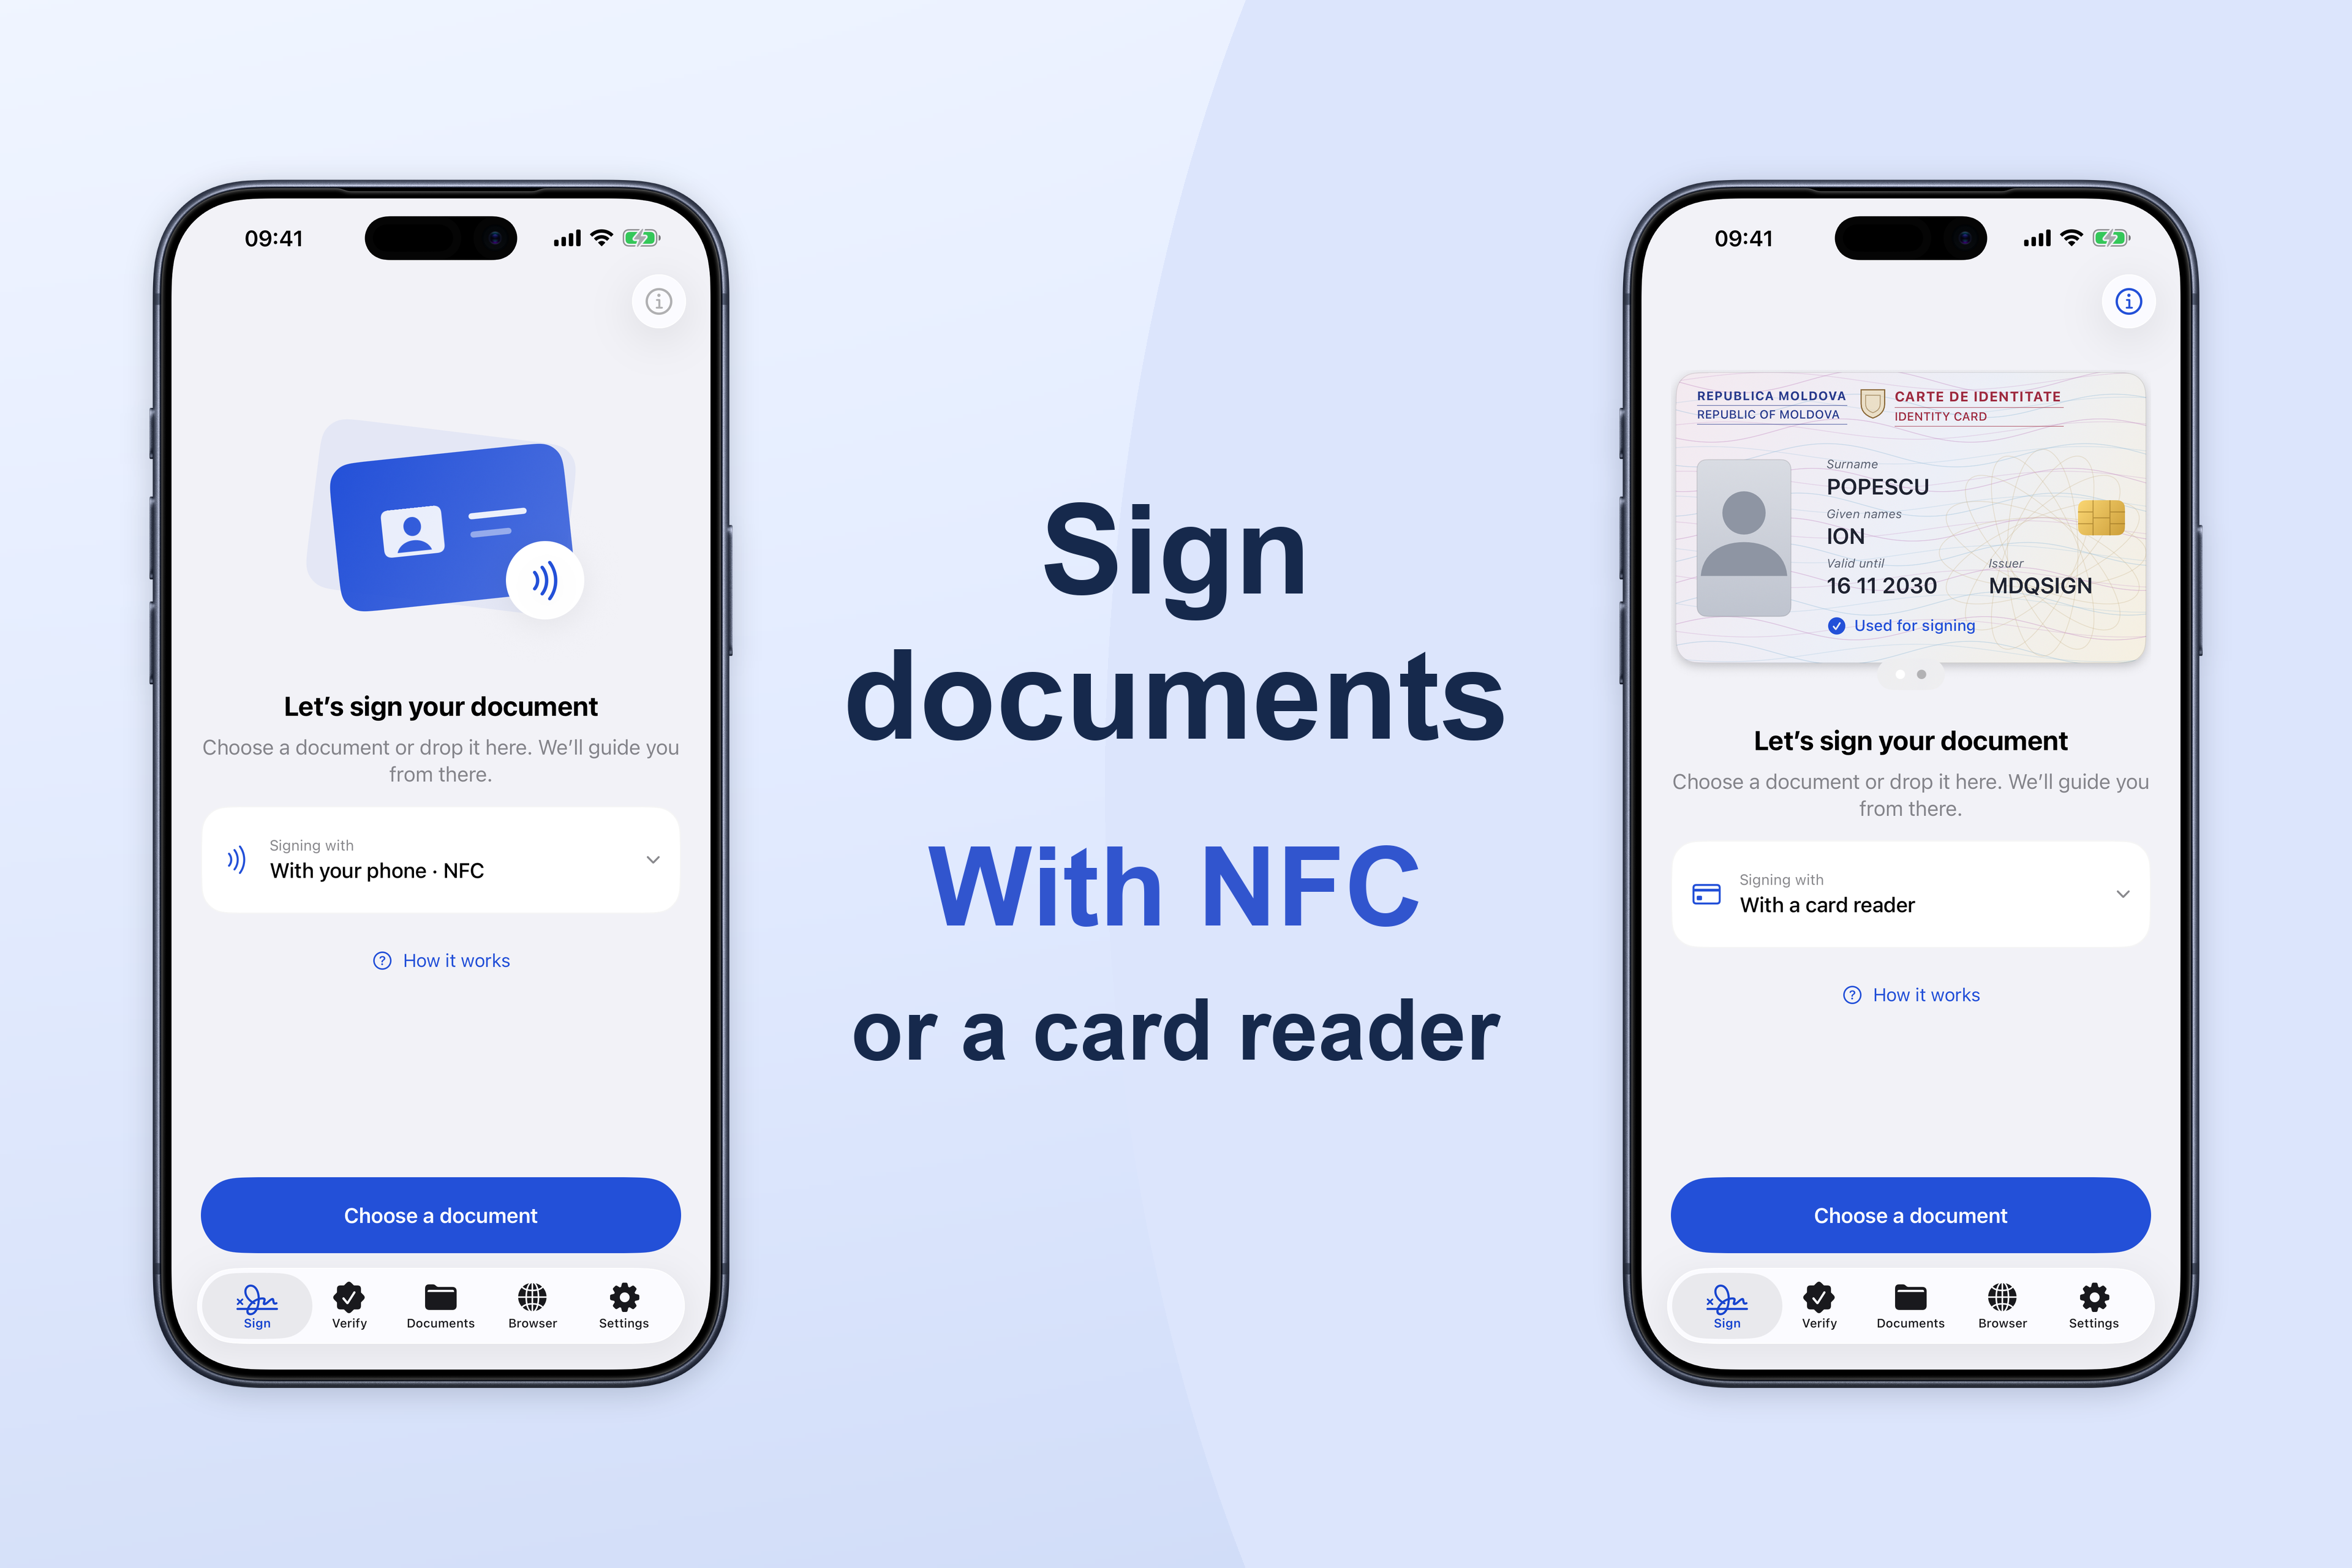 09:41
Let's sign your document
Choose a document or drop it here. We'll guide you
from there.
Signing with
With your phone · NFC
How it works
Choose a document
Sign
Verify
Documents
Browser
Settings
Sign
documents
With NFC
or a card reader
09:41
REPUBLICA MOLDOVA
REPUBLIC OF MOLDOVA
CARTE DE IDENTITATE
IDENTITY CARD
Surname
POPESCU
Given names
ION
Valid until
16 11 2030
Issuer
MDQSIGN
Used for signing
Let's sign your document
Choose a document or drop it here. We'll guide you
from there.
Signing with
With a card reader
How it works
Choose a document
Sign
Verify
Documents
Browser
Settings